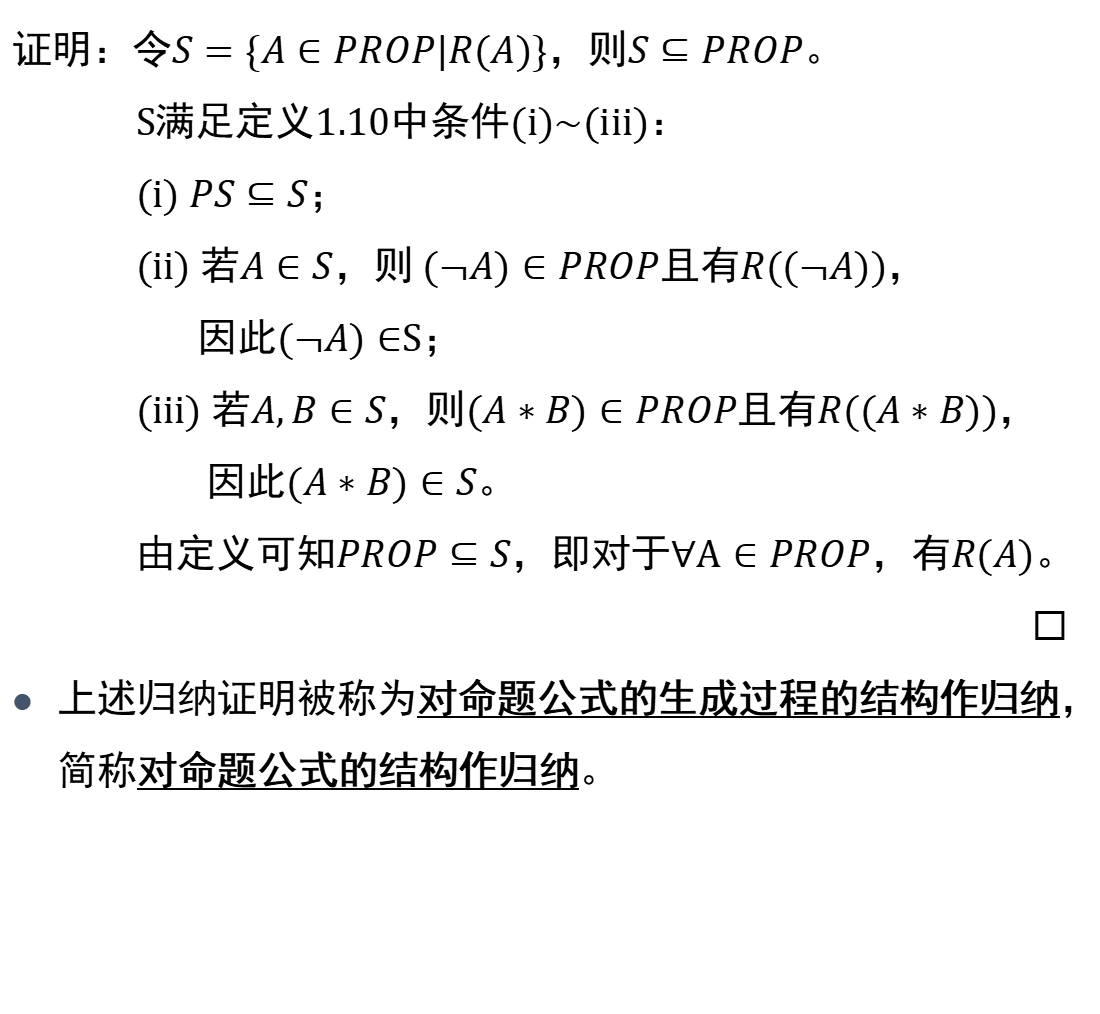 证明：令S = {A ∈ PROP|R(A)}，则S ⊆ PROP。
S满足定义1.10中条件(i)~(iii)：
(i) PS ⊆ S；
(ii) 若A ∈ S，则 (¬A) ∈ PROP且有R((¬A))，
因此(¬A) ∈S；
(iii) 若A, B ∈ S，则(A ∗ B) ∈ PROP且有R((A ∗ B))，
因此(A ∗ B) ∈ S。
由定义可知PROP ⊆ S，即对于∀A ∈ PROP，有R(A)。
□
● 上述归纳证明被称为对命题公式的生成过程的结构作归纳，
简称对命题公式的结构作归纳。